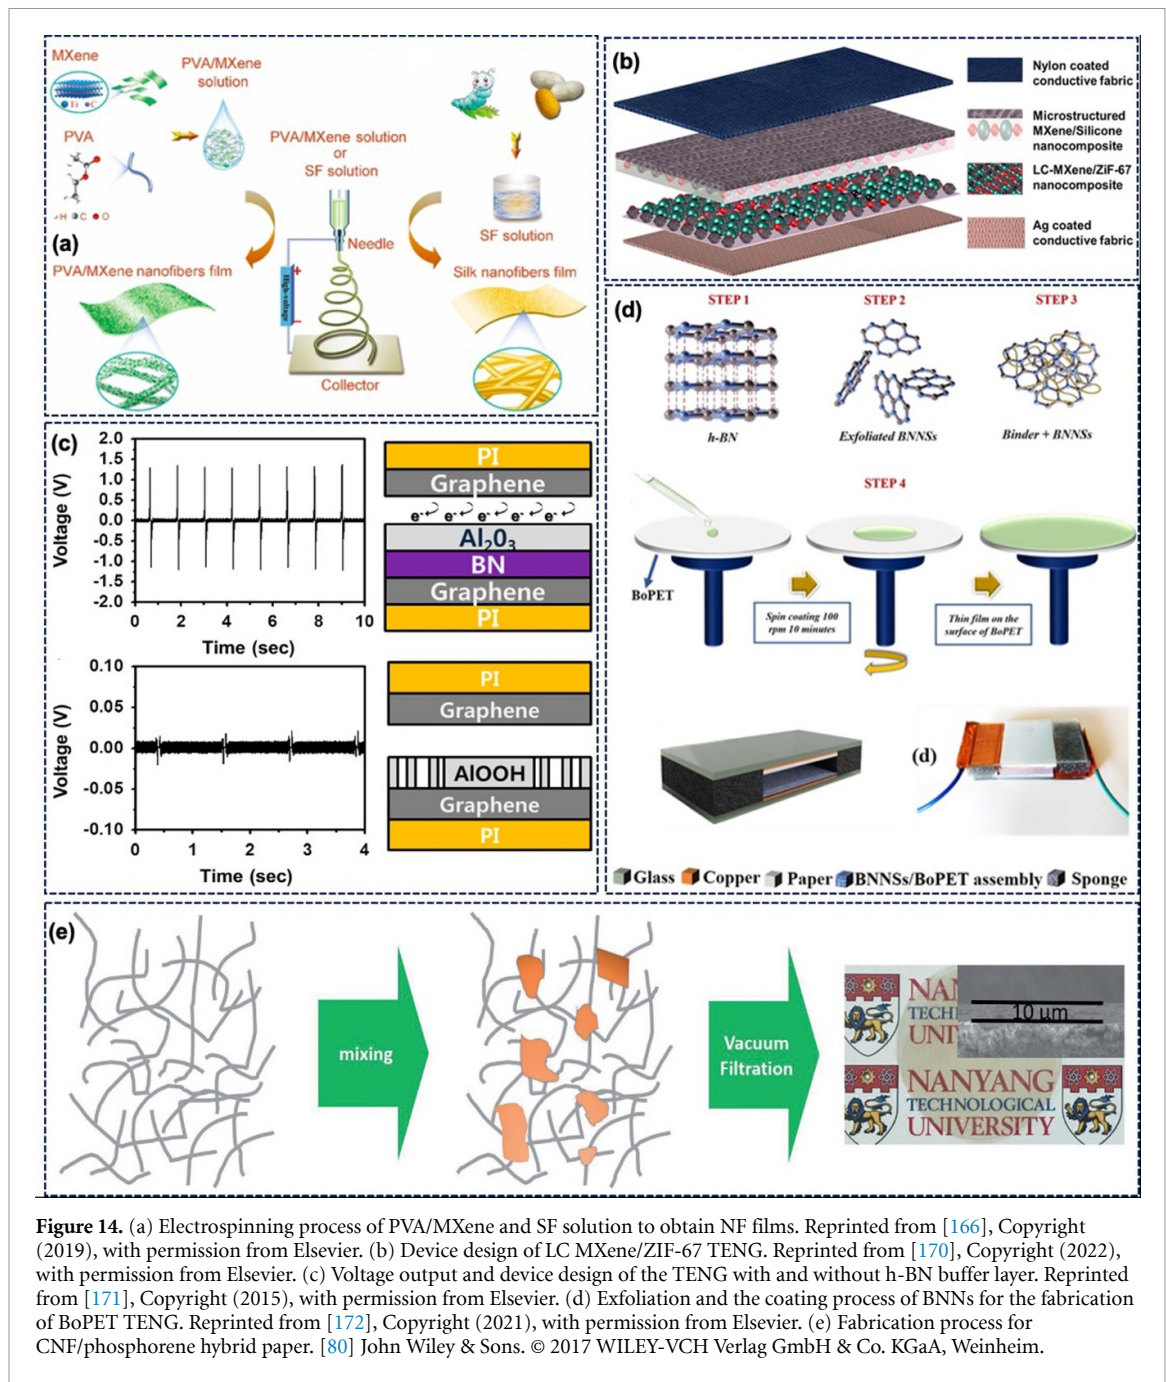 MXene
Ti C
PVA
H C O
PVA/MXene
solution
PVA/MXene solution
or
SF solution
Needle
High-voltage
+
−
Collector
SF solution
(a)
PVA/MXene nanofibers film
Silk nanofibers film
(b)
Nylon coated
conductive fabric
Microstructured
MXene/Silicone
nanocomposite
LC-MXene/ZiF-67
nanocomposite
Ag coated
conductive fabric
(c)
Voltage (V)
2.0
1.5
1.0
0.5
0.0
-0.5
-1.0
-1.5
-2.0
0 2 4 6 8 10
Time (sec)
PI
Graphene
e- e- e- e- e-
Al2O3
BN
Graphene
PI
Voltage (V)
0.10
0.05
0.00
-0.05
-0.10
0 1 2 3 4
Time (sec)
PI
Graphene
AlOOH
Graphene
PI
(d)
STEP 1 STEP 2 STEP 3
h-BN Exfoliated BNNSs Binder + BNNSs
STEP 4
BoPET
Spin coating 100
rpm 10 minutes
Thin film on the
surface of BoPET
(d)
Glass Copper Paper BNNSs/BoPET assembly Sponge
(e)
mixing
Vacuum
Filtration
NAN
TECH
UNIV
10 µm
NANYANG
TECHNOLOGICAL
UNIVERSITY
Figure 14. (a) Electrospinning process of PVA/MXene and SF solution to obtain NF films. Reprinted from [166], Copyright
(2019), with permission from Elsevier. (b) Device design of LC MXene/ZIF-67 TENG. Reprinted from [170], Copyright (2022),
with permission from Elsevier. (c) Voltage output and device design of the TENG with and without h-BN buffer layer. Reprinted
from [171], Copyright (2015), with permission from Elsevier. (d) Exfoliation and the coating process of BNNs for the fabrication
of BoPET TENG. Reprinted from [172], Copyright (2021), with permission from Elsevier. (e) Fabrication process for
CNF/phosphorene hybrid paper. [80] John Wiley & Sons. © 2017 WILEY-VCH Verlag GmbH & Co. KGaA, Weinheim.